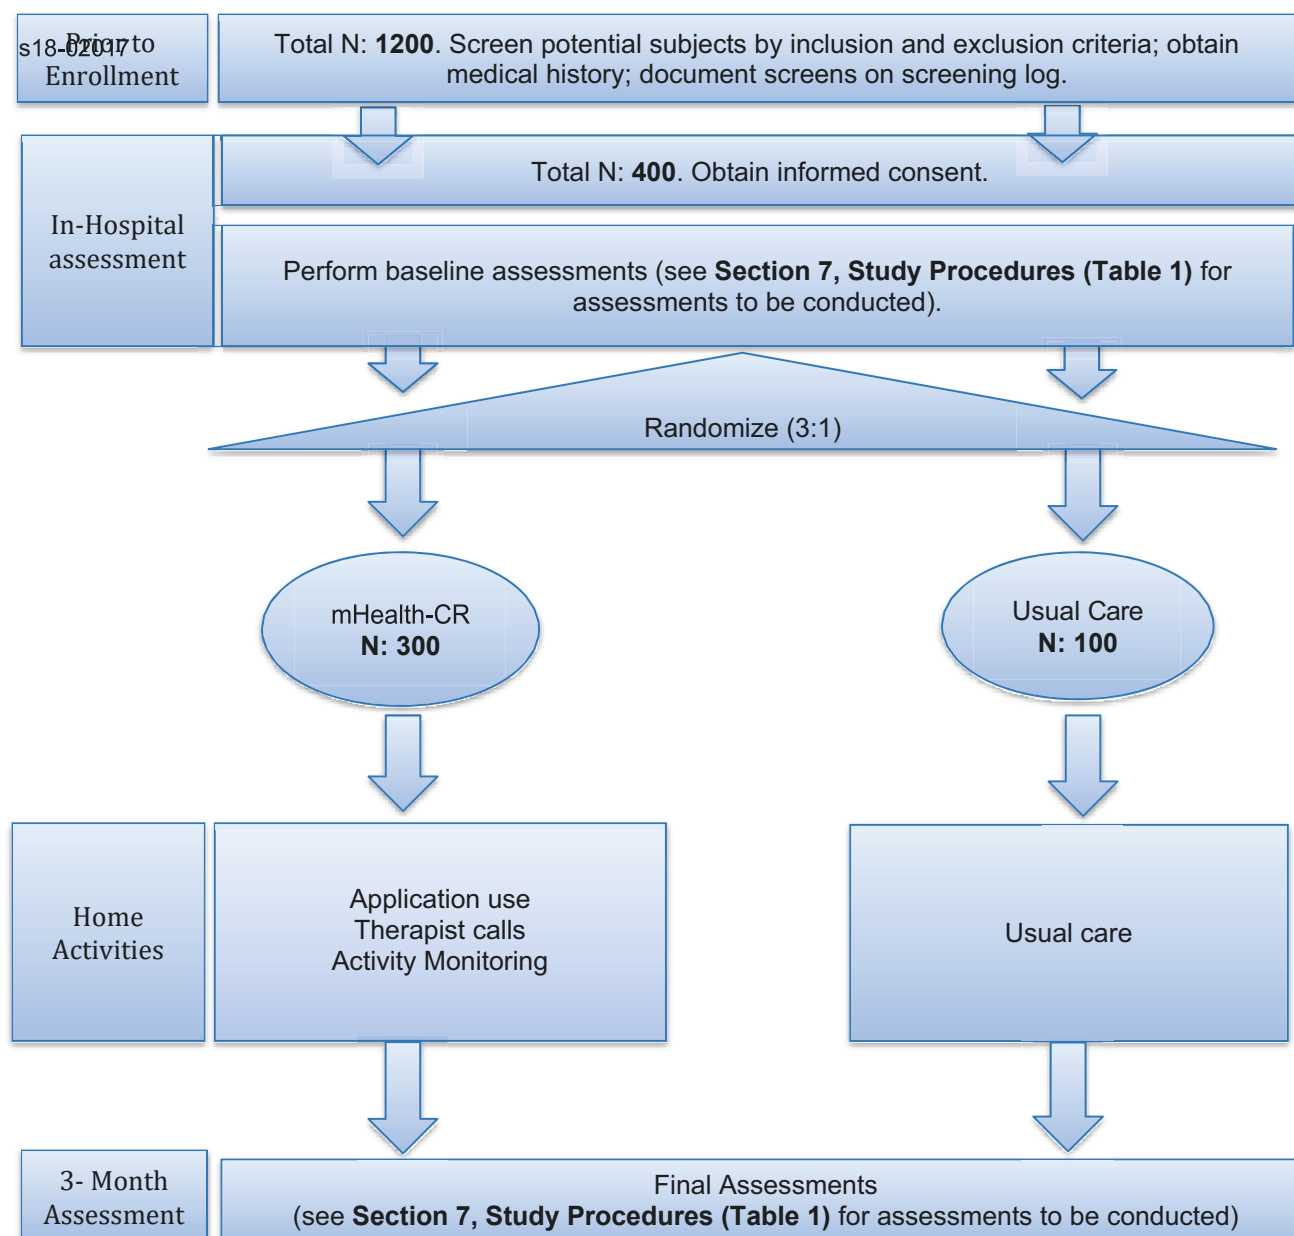 s18-02017
Prior to
Enrollment
Total N: 1200. Screen potential subjects by inclusion and exclusion criteria; obtain
medical history; document screens on screening log.
In-Hospital
assessment
Total N: 400. Obtain informed consent.
Perform baseline assessments (see Section 7, Study Procedures (Table 1) for
assessments to be conducted).
Randomize (3:1)
mHealth-CR
N: 300
Usual Care
N: 100
Home
Activities
Application use
Therapist calls
Activity Monitoring
Usual care
3- Month
Assessment
Final Assessments
(see Section 7, Study Procedures (Table 1) for assessments to be conducted)